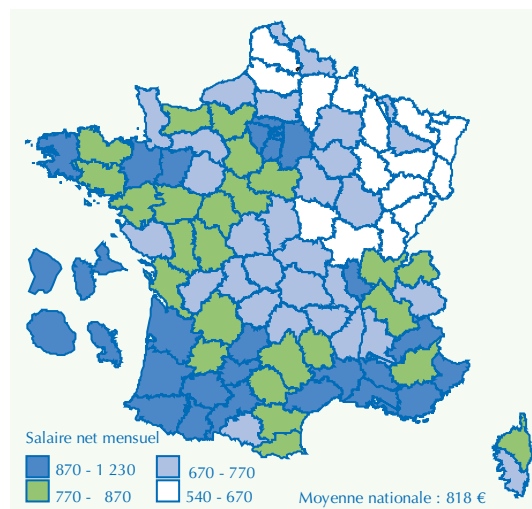 Salaire net mensuel
870 - 1 230
670 - 770
770 - 870
540 - 670
Moyenne nationale : 818 €